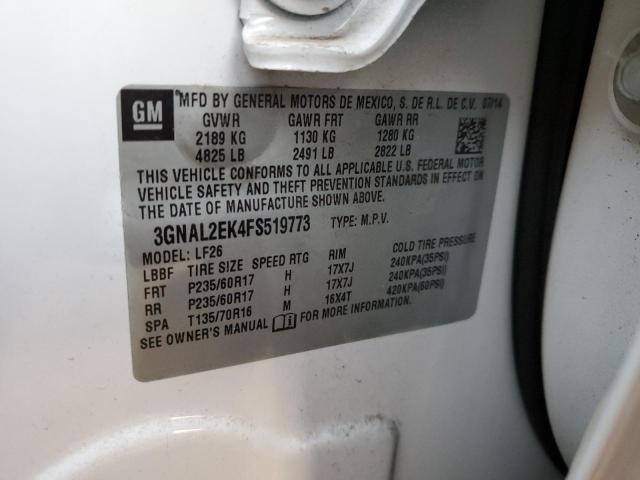 GM
MFD BY GENERAL MOTORS DE MEXICO, S. DE R.L. DE C.V. 07/14
GVWR GAWR FRT GAWR RR
2189 KG 1130 KG 1280 KG
4825 LB 2491 LB 2822 LB
THIS VEHICLE CONFORMS TO ALL APPLICABLE U.S. FEDERAL MOTOR
VEHICLE SAFETY AND THEFT PREVENTION STANDARDS IN EFFECT ON
THE DATE OF MANUFACTURE SHOWN ABOVE.
3GNAL2EK4FS519773 TYPE: M.P.V.
MODEL: LF26
LBBF TIRE SIZE SPEED RTG RIM COLD TIRE PRESSURE
FRT P235/60R17 H 17X7J 240KPA(35PSI)
RR P235/60R17 H 17X7J 240KPA(35PSI)
SPA T135/70R16 M 16X4T 420KPA(60PSI)
SEE OWNER'S MANUAL FOR MORE INFORMATION.